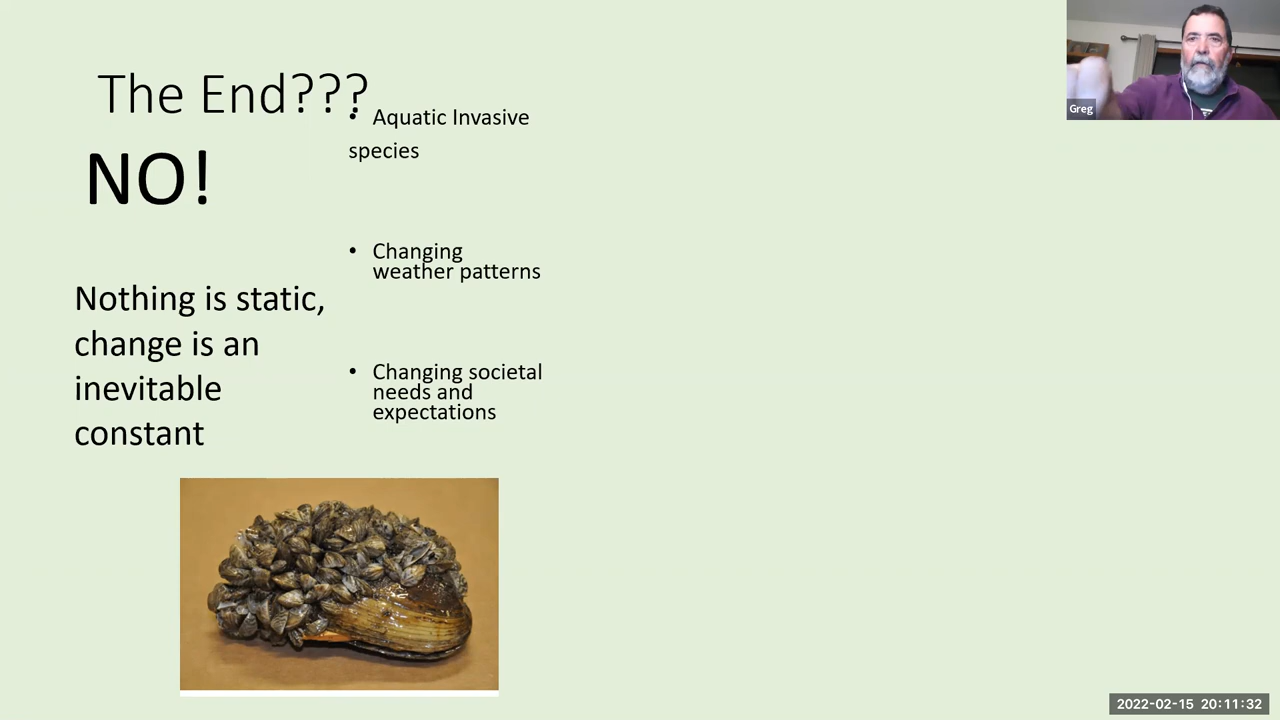 The End???
NO!
Nothing is static,
change is an
inevitable
constant
• Aquatic Invasive
species
• Changing
weather patterns
• Changing societal
needs and
expectations
Greg
2022-02-15 20:11:32